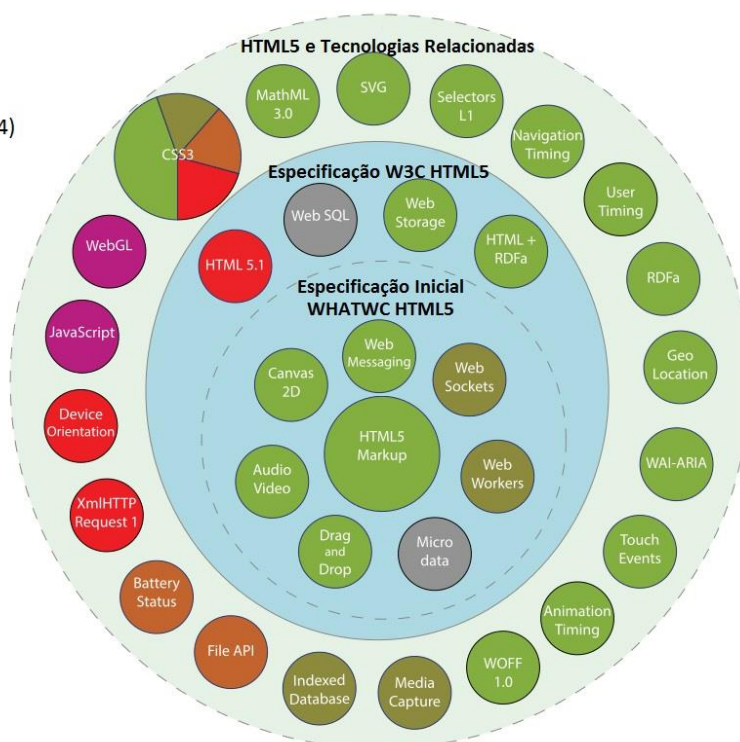 HTML5 e Tecnologias Relacionadas
4)
MathML
3.0
SVG
Selectors
L1
Navigation
Timing
User
Timing
RDFa
Geo
Location
WAI-ARIA
Touch
Events
Animation
Timing
WOFF
1.0
Media
Capture
Indexed
Database
File API
Battery
Status
XmlHTTP
Request 1
Device
Orientation
JavaScript
WebGL
CSS3
Especificação W3C HTML5
HTML 5.1
Web SQL
Web
Storage
HTML +
RDFa
Especificação Inicial
WHATWC HTML5
Web
Messaging
Canvas
2D
Web
Sockets
HTML5
Markup
Audio
Video
Web
Workers
Drag
and
Drop
Micro
data